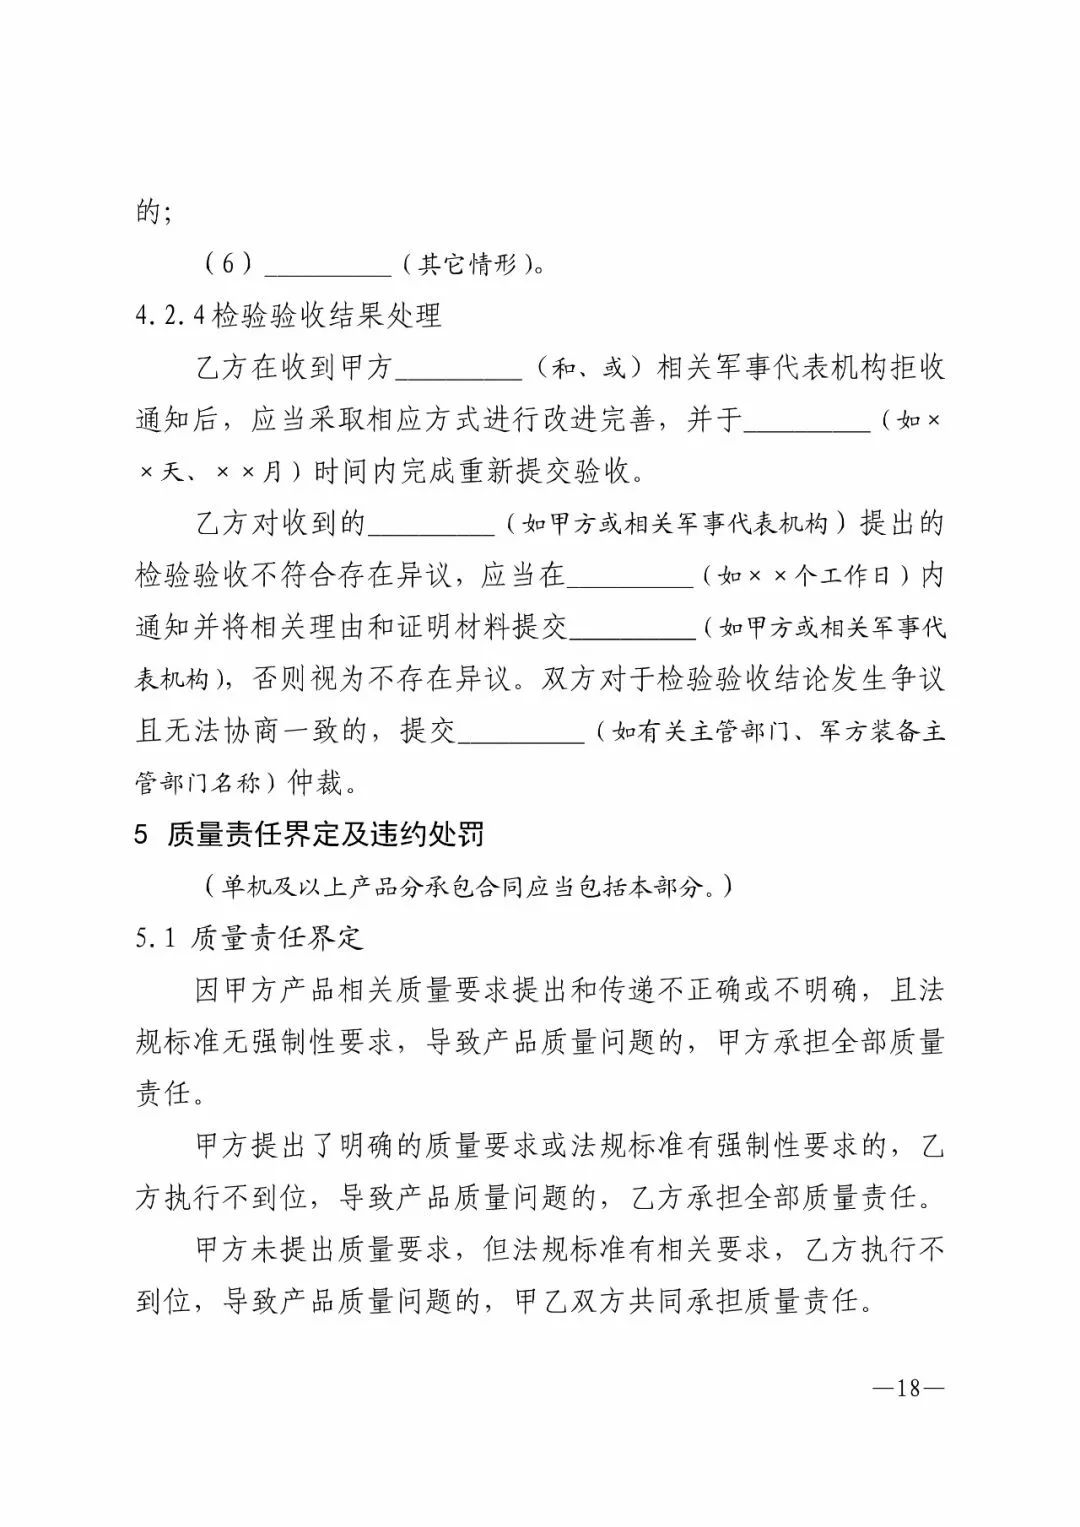 的；
（6）__________（其它情形）。
4.2.4检验验收结果处理
乙方在收到甲方__________（和、或）相关军事代表机构拒收
通知后，应当采取相应方式进行改进完善，并于__________（如×
×天、××月）时间内完成重新提交验收。
乙方对收到的__________（如甲方或相关军事代表机构）提出的
检验验收不符合存在异议，应当在__________（如××个工作日）内
通知并将相关理由和证明材料提交__________（如甲方或相关军事代
表机构），否则视为不存在异议。双方对于检验验收结论发生争议
且无法协商一致的，提交__________（如有关主管部门、军方装备主
管部门名称）仲裁。
5 质量责任界定及违约处罚
（单机及以上产品分承包合同应当包括本部分。）
5.1 质量责任界定
因甲方产品相关质量要求提出和传递不正确或不明确，且法
规标准无强制性要求，导致产品质量问题的，甲方承担全部质量
责任。
甲方提出了明确的质量要求或法规标准有强制性要求的，乙
方执行不到位，导致产品质量问题的，乙方承担全部质量责任。
甲方未提出质量要求，但法规标准有相关要求，乙方执行不
到位，导致产品质量问题的，甲乙双方共同承担质量责任。
—18—